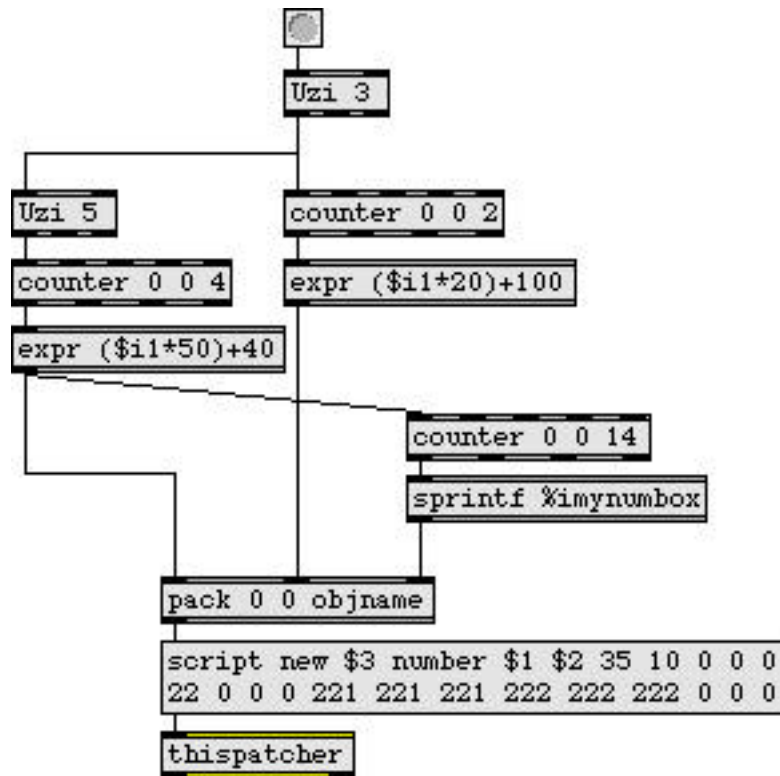 Uzi 3
Uzi 5
counter 0 0 2
counter 0 0 4
expr ($i1*20)+100
expr ($i1*50)+40
counter 0 0 14
sprintf %imynumbox
pack 0 0 objname
script new $3 number $1 $2 35 10 0 0 0
22 0 0 0 221 221 221 222 222 222 0 0 0
thispatcher